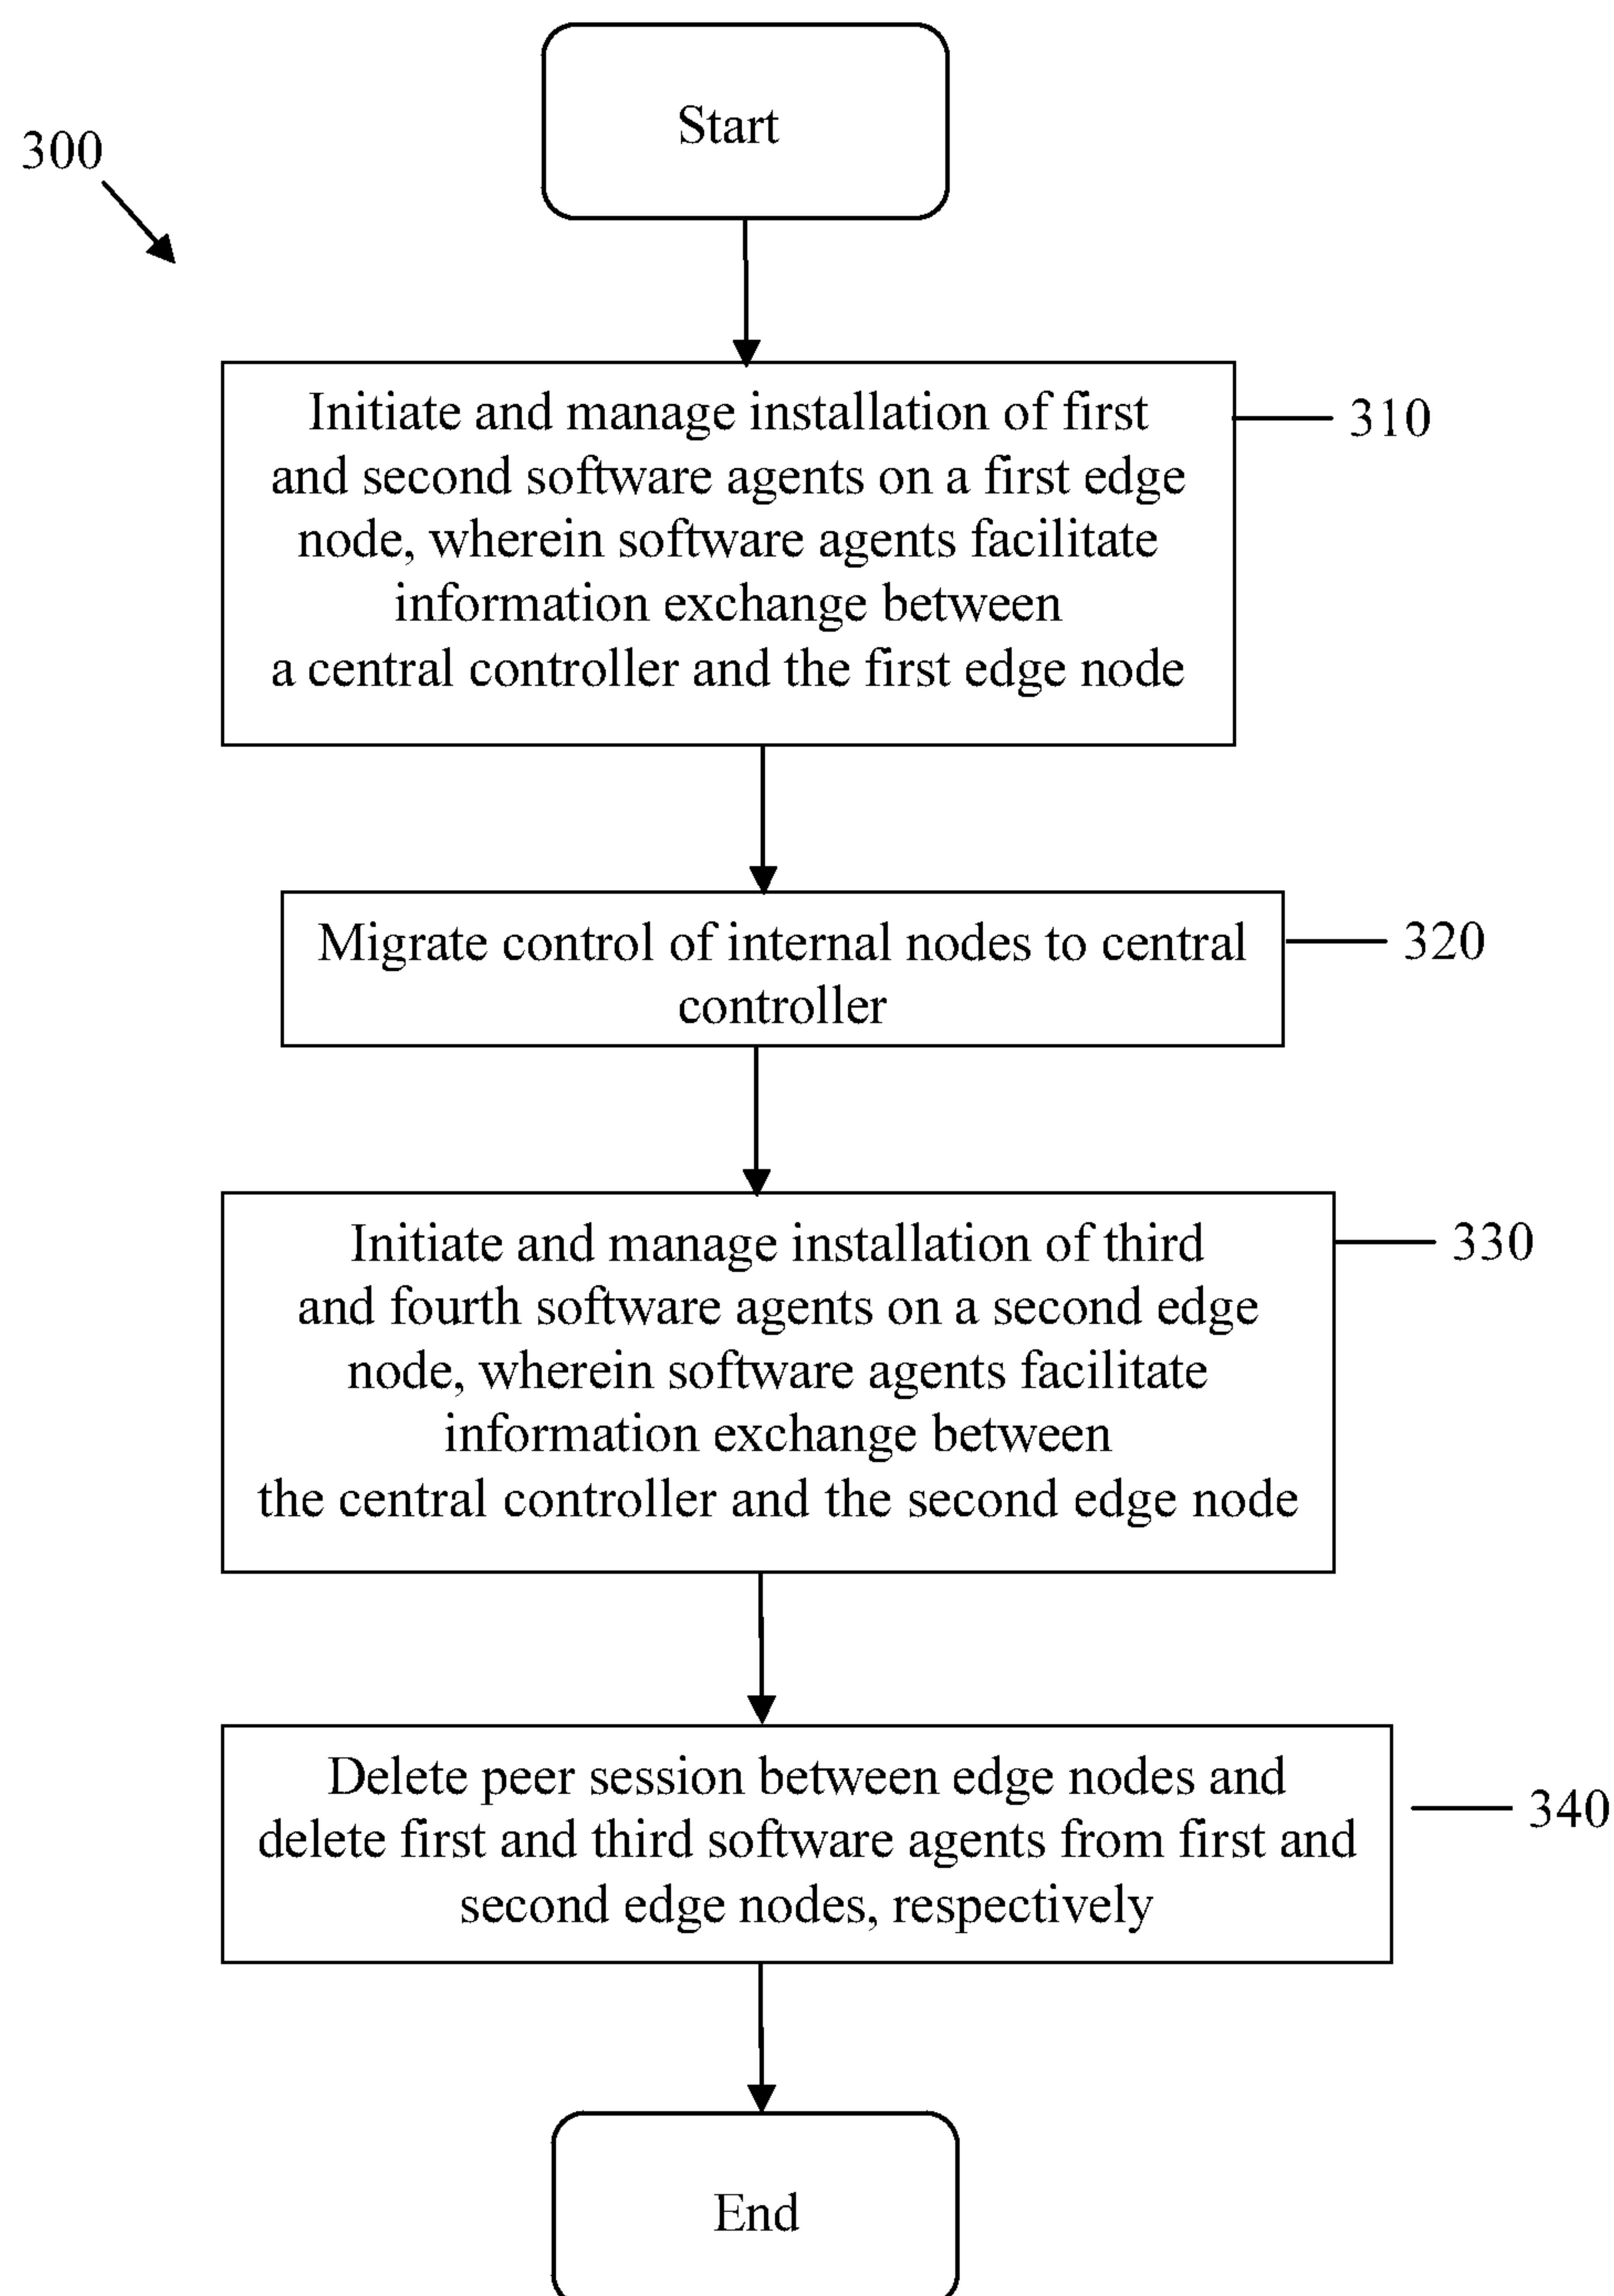 Start
300
Initiate and manage installation of first
and second software agents on a first edge
node, wherein software agents facilitate
information exchange between
a central controller and the first edge node
310
Migrate control of internal nodes to central
controller
320
Initiate and manage installation of third
and fourth software agents on a second edge
node, wherein software agents facilitate
information exchange between
the central controller and the second edge node
330
Delete peer session between edge nodes and
delete first and third software agents from first and
second edge nodes, respectively
340
End